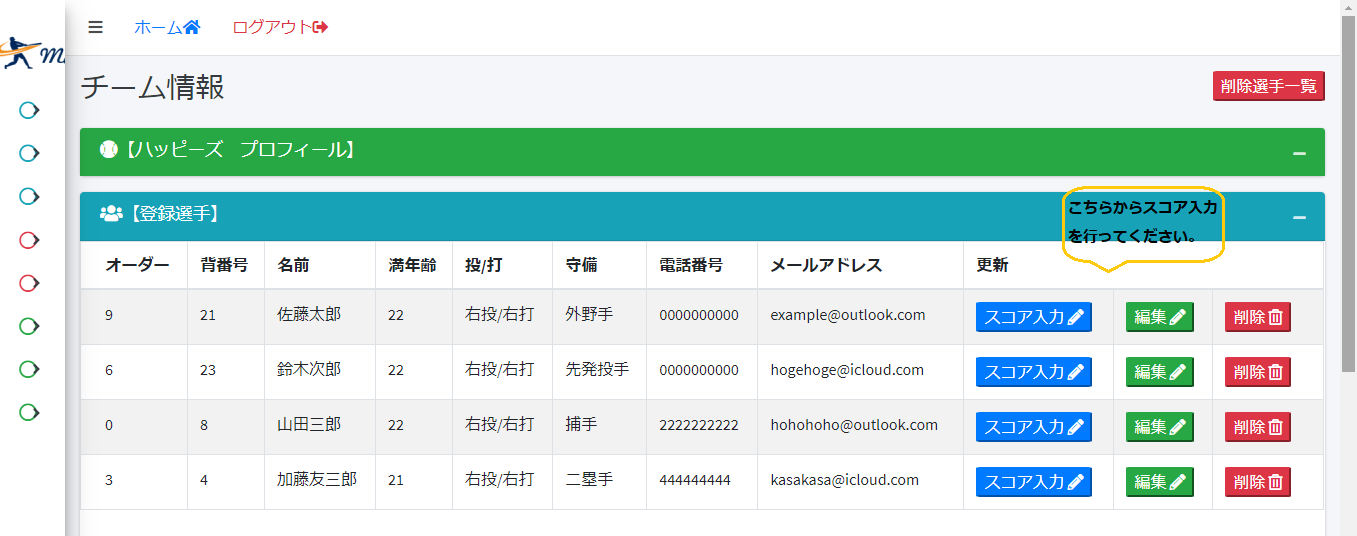 ホーム ログアウト
チーム情報 削除選手一覧
【ハッピーズ　プロフィール】
【登録選手】
こちらからスコア入力
を行ってください。
オーダー 背番号 名前 満年齢 投/打 守備 電話番号 メールアドレス 更新
9 21 佐藤太郎 22 右投/右打 外野手 0000000000 example@outlook.com スコア入力 編集 削除
6 23 鈴木次郎 22 右投/右打 先発投手 0000000000 hogehoge@icloud.com スコア入力 編集 削除
0 8 山田三郎 22 右投/右打 捕手 2222222222 hohohoho@outlook.com スコア入力 編集 削除
3 4 加藤友三郎 21 右投/右打 二塁手 444444444 kasakasa@icloud.com スコア入力 編集 削除